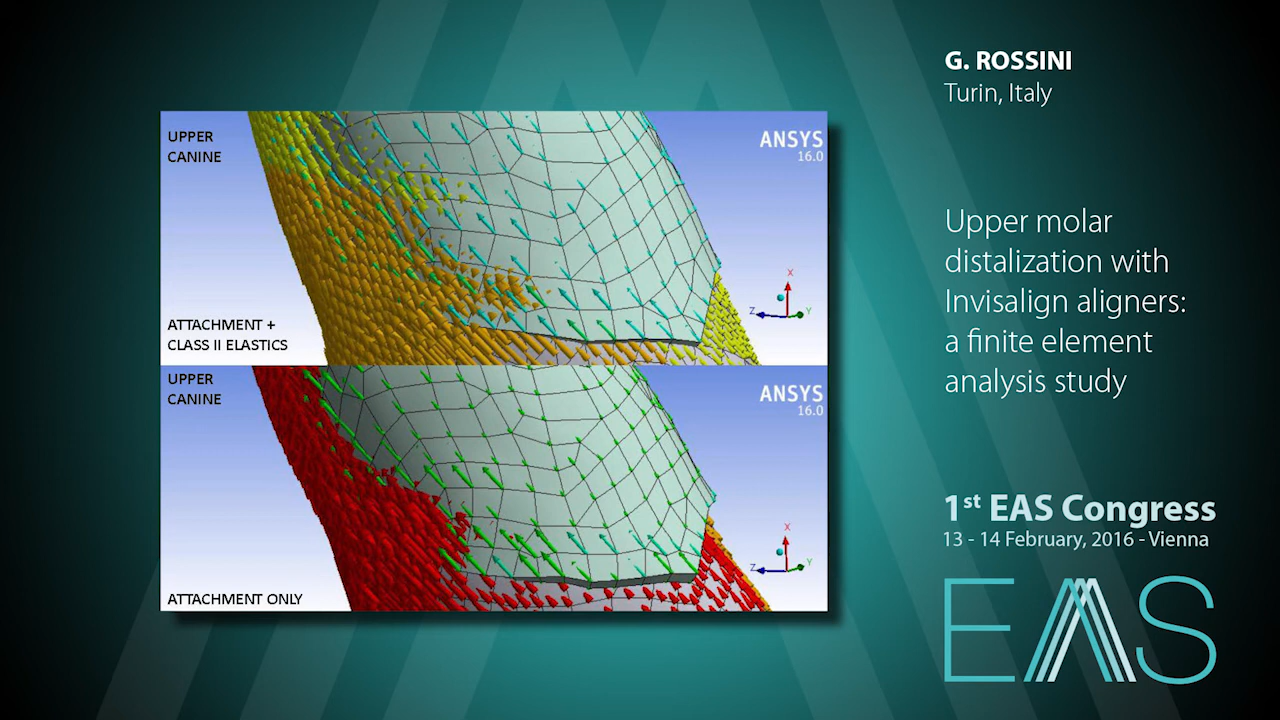 UPPER
CANINE
ANSYS
16.0
X
Z
Y
ATTACHMENT +
CLASS II ELASTICS
UPPER
CANINE
ANSYS
16.0
X
Z
Y
ATTACHMENT ONLY
G. ROSSINI
Turin, Italy
Upper molar
distalization with
Invisalign aligners:
a finite element
analysis study
1st EAS Congress
13 - 14 February, 2016 - Vienna
EAS